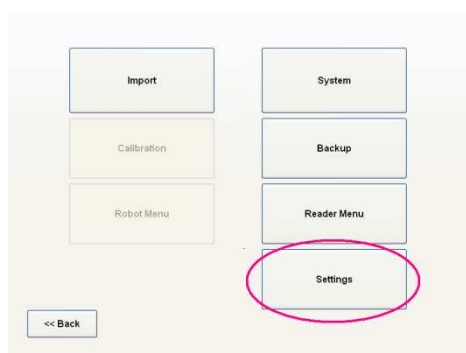 Import
System
Calibration
Backup
Robot Menu
Reader Menu
Settings
<< Back